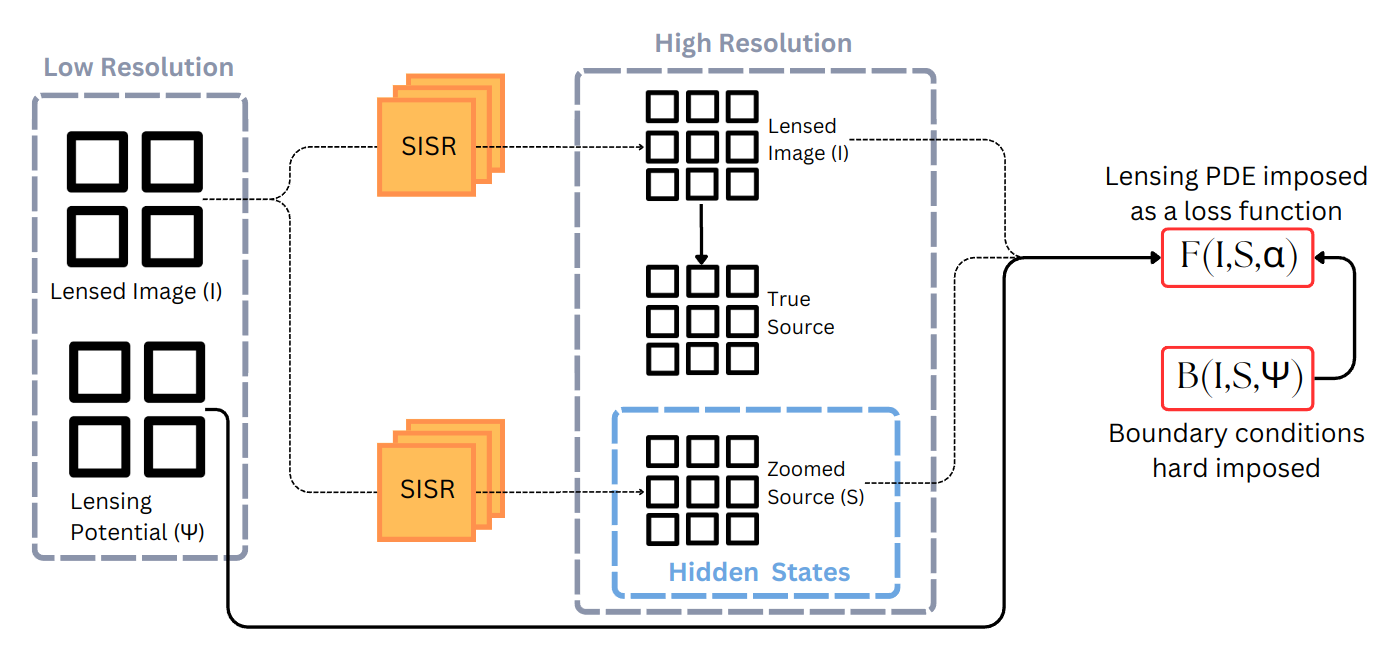 Low Resolution
Lensed Image (I)
Lensing
Potential (Ψ)
SISR
SISR
High Resolution
Lensed
Image (I)
True
Source
Zoomed
Source (S)
Hidden States
Lensing PDE imposed
as a loss function
F(I,S,α)
B(I,S,Ψ)
Boundary conditions
hard imposed